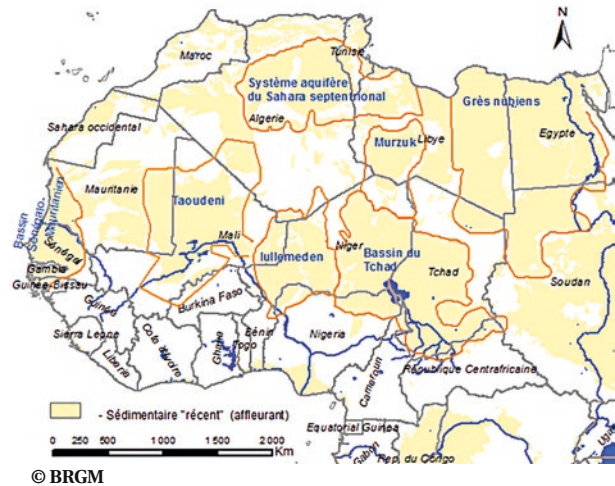 N
Maroc
Tunisie
Système aquifère
du Sahara septentrional
Algerie
Grès nubiens
Sahara occidental
Murzuk
Libye
Egypte
Bassin
Sénégalo-
Mauritanien
Mauritanie
Taoudeni
Mali
Iullemeden
Niger
Bassin du
Tchad
Tchad
Soudan
Sénégal
Gambia
Guinée-Bissau
Guinée
Burkina Faso
Bénin
Togo
Nigeria
Sierra Leone
Liberia
Cote d'Ivoire
Ghana
Cameroun
République Centrafricaine
Equatorial Guinea
Gabon
Rep. du Congo
- Sédimentaire "récent" (affleurant)
0 250 500 1 000 1 500 2 000
Km
© BRGM